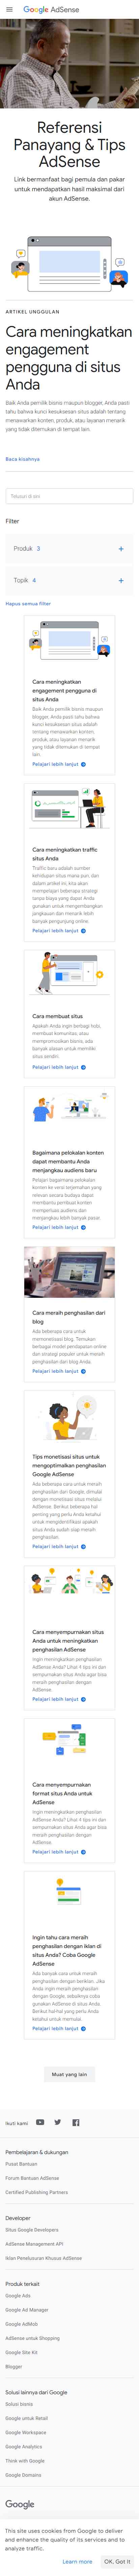 Google AdSense
Referensi
Panayang & Tips
AdSense
Link bermanfaat bagi pemula dan pakar
untuk mendapatkan hasil maksimal dari
akun AdSense.
ARTIKEL UNGGULAN
Cara meningkatkan
engagement
pengguna di situs
Anda
Baik Anda pemilik bisnis maupun blogger, Anda pasti
tahu bahwa kunci kesuksesan situs adalah tentang
menawarkan konten, produk, atau layanan menarik
yang tidak ditemukan di tempat lain.
Baca kisahnya
Telusuri di sini
Filter
Produk 3
Topik 4
Hapus semua filter
Cara meningkatkan
engagement pengguna di
situs Anda
Baik Anda pemilik bisnis maupun
blogger, Anda pasti tahu bahwa
kunci kesuksesan situs adalah
tentang menawarkan konten,
produk, atau layanan menarik
yang tidak ditemukan di tempat
lain.
Pelajari lebih lanjut
Cara meningkatkan traffic
situs Anda
Traffic baru adalah sumber
kehidupan situs mana pun, dan
dalam artikel ini, kita akan
mempelajari beberapa strategi
tanpa biaya yang dapat Anda
gunakan untuk mengembangkan
jangkauan dan menarik lebih
banyak pengunjung online.
Pelajari lebih lanjut
Cara membuat situs
Apakah Anda ingin berbagi hobi,
membuat komunitas, atau
mempromosikan bisnis, ada
banyak alasan untuk memiliki
situs sendiri.
Pelajari lebih lanjut
Bagaimana pelokalan konten
dapat membantu Anda
menjangkau audiens baru
Pelajari bagaimana pelokalan
konten ke versi terjemahan yang
relevan secara budaya dapat
membantu pembuat konten
memperluas audiens dan
menjangkau lebih banyak pasar.
Pelajari lebih lanjut
Cara meraih penghasilan dari
blog
Ada beberapa cara untuk
memonetisasi blog. Temukan
berbagai model pendapatan online
dan strategi populer untuk meraih
penghasilan dari blog Anda.
Pelajari lebih lanjut
Tips monetisasi situs untuk
mengoptimalkan penghasilan
Google AdSense
Ada beberapa cara untuk meraih
penghasilan dari Google, dimulai
dengan monetisasi situs melalui
AdSense. Berikut beberapa hal
penting yang perlu Anda ketahui
untuk mengidentifikasi apakah
situs Anda sudah siap meraih
penghasilan.
Pelajari lebih lanjut
Cara menyempurnakan situs
Anda untuk meningkatkan
penghasilan AdSense
Ingin meningkatkan penghasilan
AdSense Anda? Lihat 4 tips ini dan
sempurnakan situs Anda agar bisa
meraih penghasilan dengan
AdSense.
Pelajari lebih lanjut
Cara menyempurnakan
format situs Anda untuk
AdSense
Ingin meningkatkan penghasilan
AdSense Anda? Lihat 4 tips ini dan
sempurnakan situs Anda agar bisa
meraih penghasilan dengan
AdSense.
Pelajari lebih lanjut
Ingin tahu cara meraih
penghasilan dengan iklan di
situs Anda? Coba Google
AdSense
Ada banyak cara untuk meraih
penghasilan dengan beriklan. Jika
Anda ingin meraih penghasilan
dengan Google, sebaiknya coba
gunakan AdSense di situs Anda.
Berikut hal-hal yang perlu Anda
ketahui untuk memulai.
Pelajari lebih lanjut
Muat yang lain
Ikuti kami
Pembelajaran & dukungan
Pusat Bantuan
Forum Bantuan AdSense
Certified Publishing Partners
Developer
Situs Google Developers
AdSense Management API
Iklan Penelusuran Khusus AdSense
Produk terkait
Google Ads
Google Ad Manager
Google AdMob
AdSense untuk Shopping
Google Site Kit
Blogger
Solusi lainnya dari Google
Solusi bisnis
Google untuk Retail
Google Workspace
Google Analytics
Think with Google
Google Domains
Google
This site uses cookies from Google to deliver
and enhance the quality of its services and to
analyze traffic.
Learn more OK, Got it